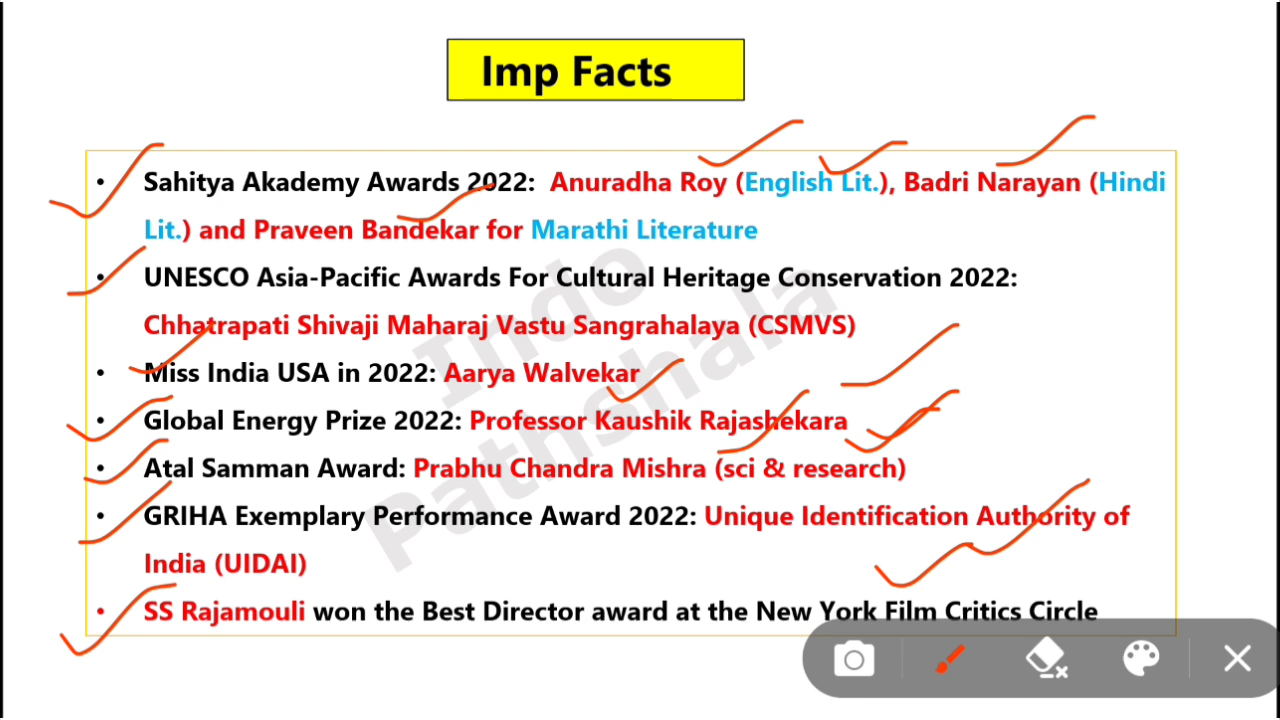 Imp Facts
• Sahitya Akademy Awards 2022: Anuradha Roy (English Lit.), Badri Narayan (Hindi
Lit.) and Praveen Bandekar for Marathi Literature
• UNESCO Asia-Pacific Awards For Cultural Heritage Conservation 2022:
Chhatrapati Shivaji Maharaj Vastu Sangrahalaya (CSMVS)
• Miss India USA in 2022: Aarya Walvekar
• Global Energy Prize 2022: Professor Kaushik Rajashekara
• Atal Samman Award: Prabhu Chandra Mishra (sci & research)
• GRIHA Exemplary Performance Award 2022: Unique Identification Authority of
India (UIDAI)
• SS Rajamouli won the Best Director award at the New York Film Critics Circle
Indo
Pathshala